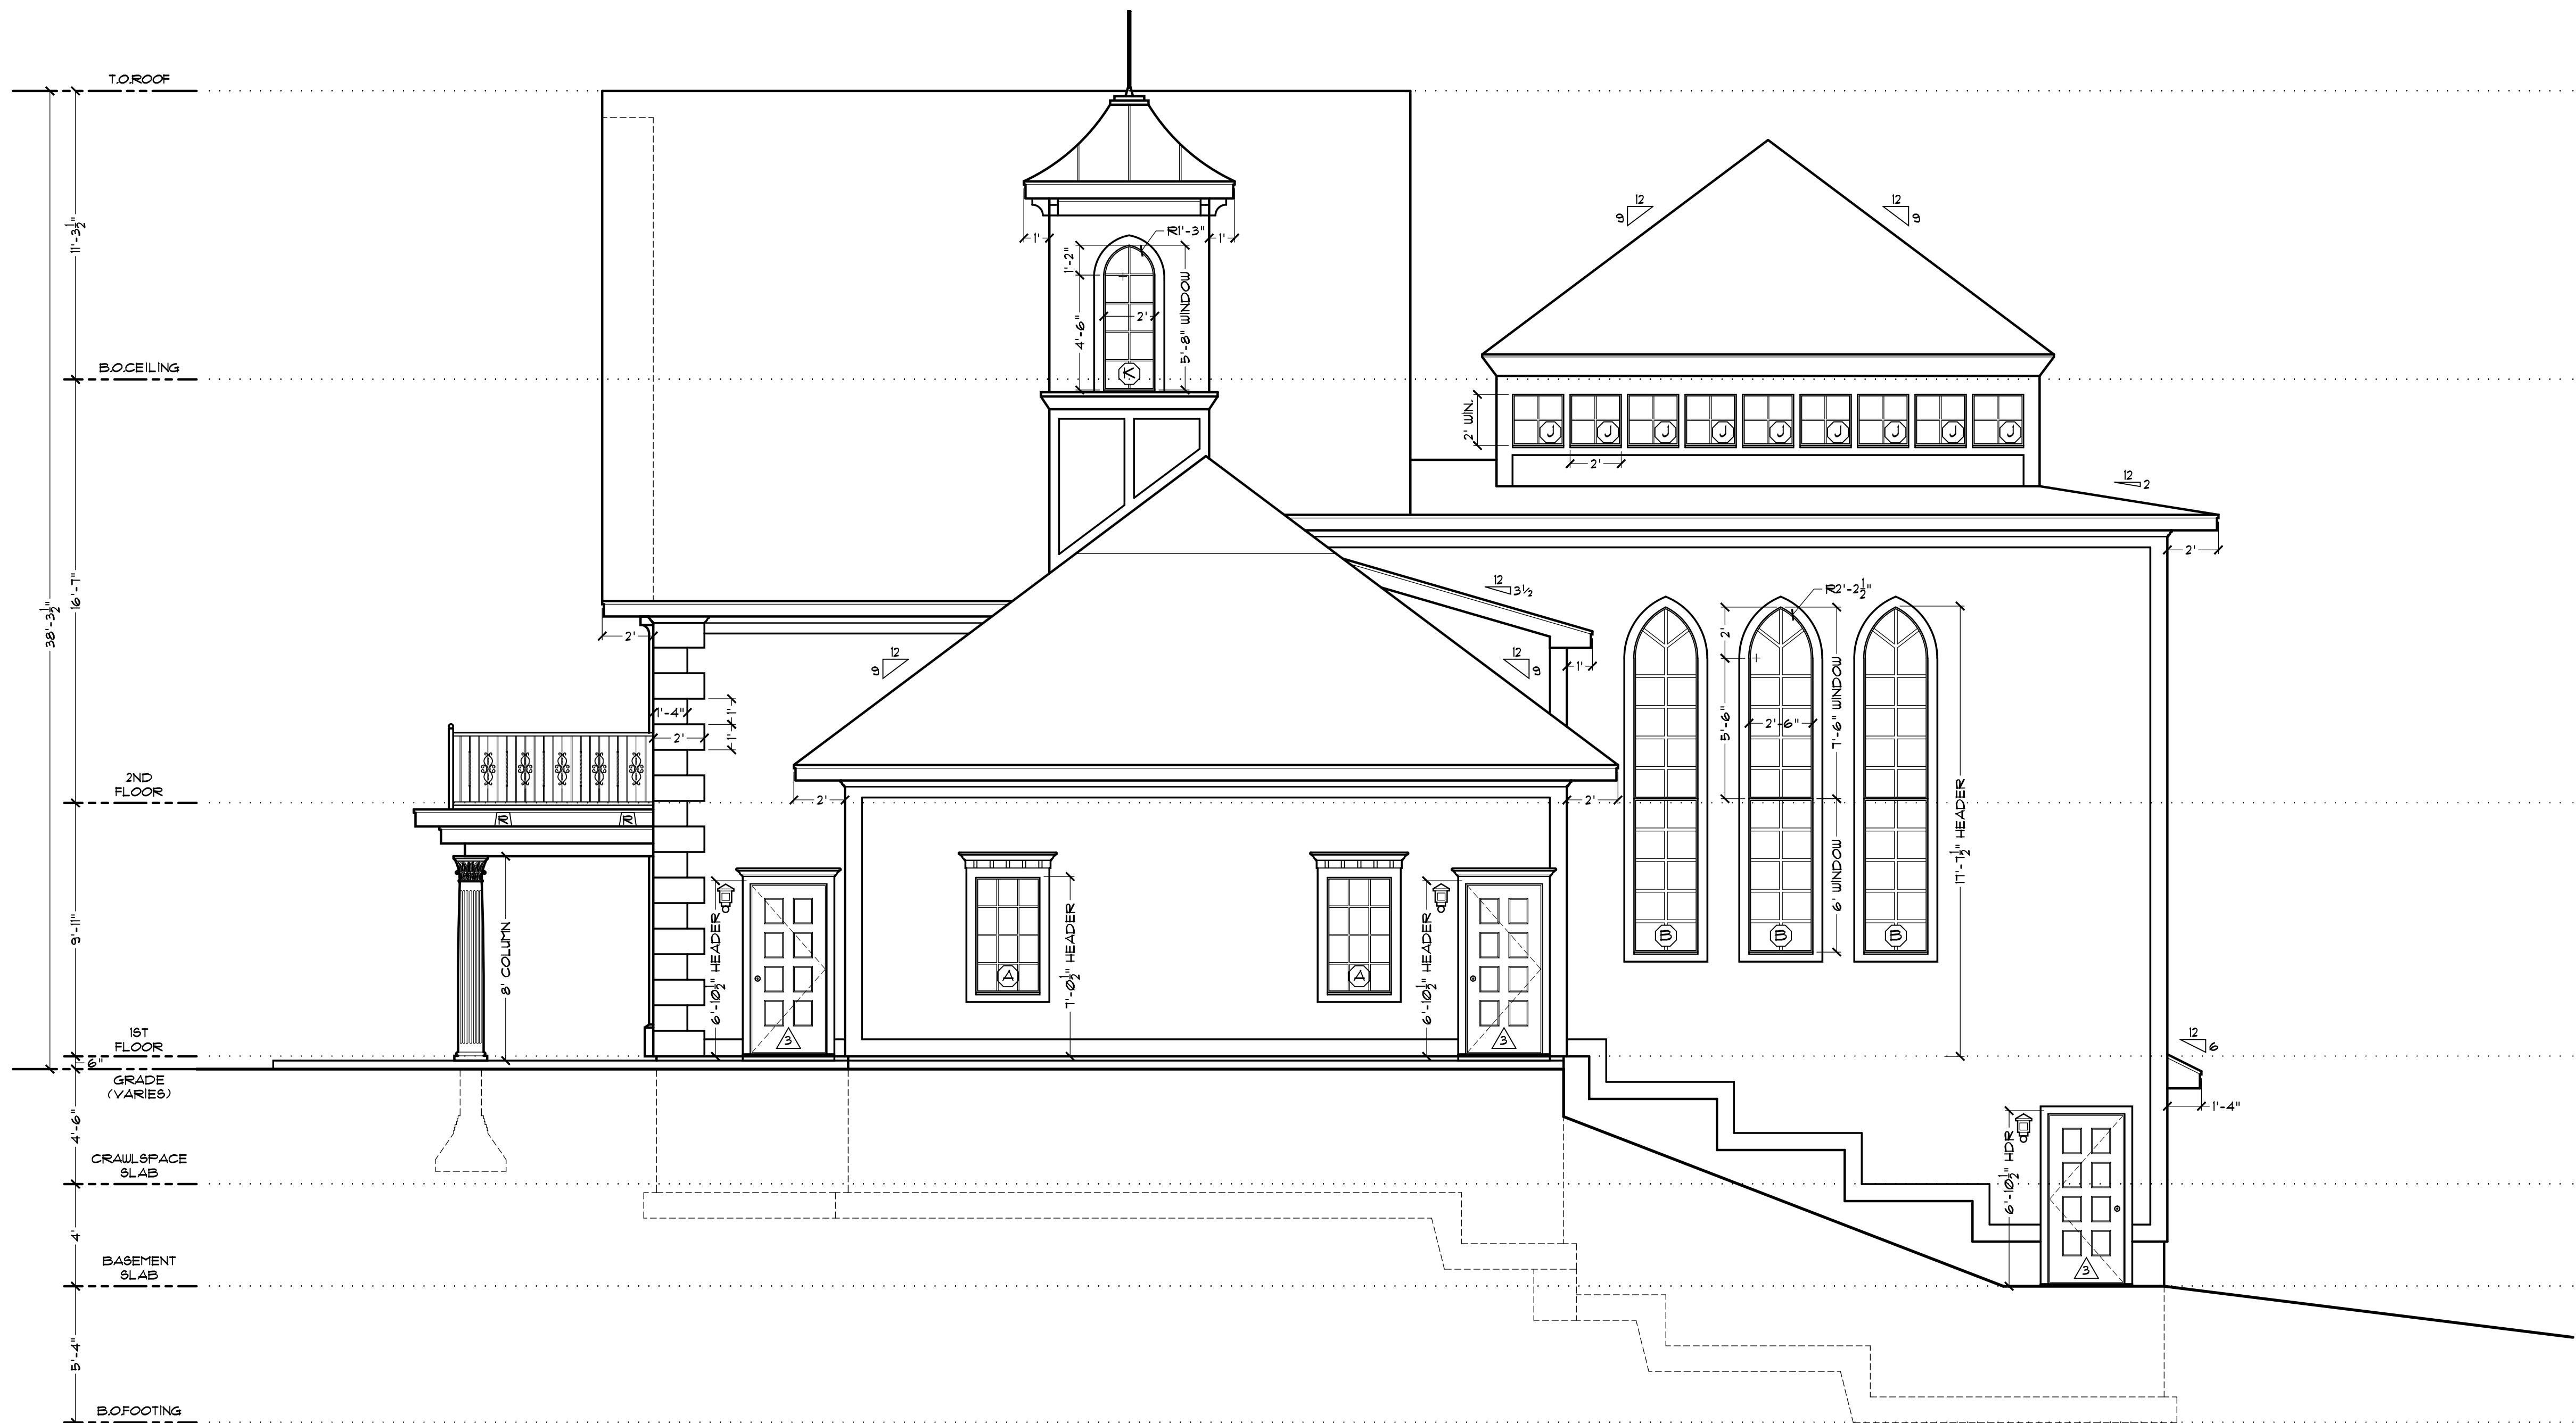 T.O.ROOF
11'-3½"
38'-3½"
B.O.CEILING
16'-7"
2ND
FLOOR
9'-11"
1ST
FLOOR
6"
GRADE
(VARIES)
4'-6"
CRAWLSPACE
SLAB
4'
BASEMENT
SLAB
5'-4"
B.O.FOOTING
8' COLUMN
R
R
2'
1'-4"
2'
1'
1'
6'-10½" HEADER
3
12
9
2'
A
7'-0½" HEADER
A
6'-10½" HEADER
3
12
9
2'
1'
12
3½
1'
1'
R1'-3"
1'-2"
4'-6"
2'
5'-8" WINDOW
K
12
9
12
9
2' WIN.
J
J
J
J
J
J
J
J
J
2'
12
2
2'
R2'-2½"
2'
5'-6"
2'-6"
7'-6" WINDOW
6' WINDOW
B
B
B
17'-7½" HEADER
12
6
1'-4"
6'-10½" HDR
3